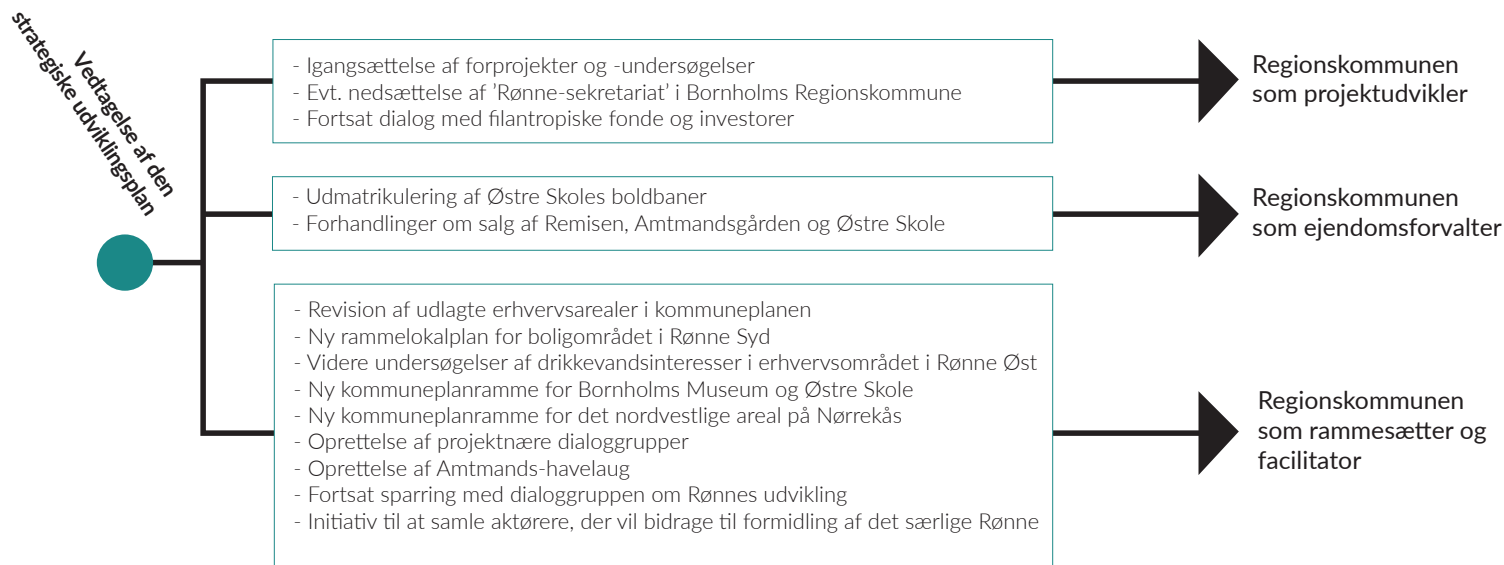 Vedtagelse af den
strategiske udviklingsplan
- Igangsættelse af forprojekter og -undersøgelser
- Evt. nedsættelse af ’Rønne-sekretariat’ i Bornholms Regionskommune
- Fortsat dialog med filantropiske fonde og investorer
Regionskommunen
som projektudvikler
- Udmatrikulering af Østre Skoles boldbaner
- Forhandlinger om salg af Remisen, Amtmandsgården og Østre Skole
Regionskommunen
som ejendomsforvalter
- Revision af udlagte erhvervsarealer i kommuneplanen
- Ny rammelokalplan for boligområdet i Rønne Syd
- Videre undersøgelser af drikkevandsinteresser i erhvervsområdet i Rønne Øst
- Ny kommuneplanramme for Bornholms Museum og Østre Skole
- Ny kommuneplanramme for det nordvestlige areal på Nørrekås
- Oprettelse af projektnære dialoggrupper
- Oprettelse af Amtmands-havelaug
- Fortsat sparring med dialoggruppen om Rønnes udvikling
- Initiativ til at samle aktørere, der vil bidrage til formidling af det særlige Rønne
Regionskommunen
som rammesætter og
facilitator